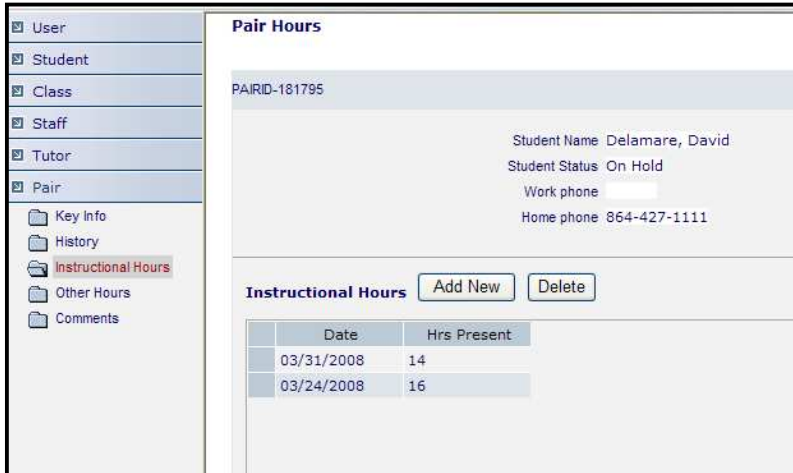 User
Student
Class
Staff
Tutor
Pair
Key Info
History
Instructional Hours
Other Hours
Comments
Pair Hours
PAIRID-181795
Student Name Delamare, David
Student Status On Hold
Work phone
Home phone 864-427-1111
Instructional Hours Add New Delete
Date Hrs Present
03/31/2008 14
03/24/2008 16